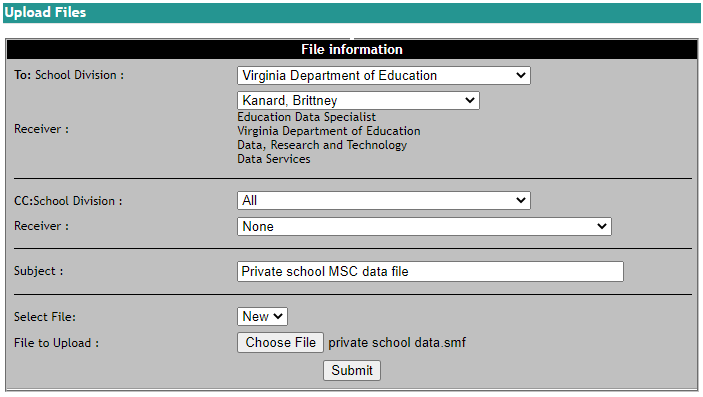 Upload Files
File information
To: School Division :
Virginia Department of Education
Kanard, Brittney
Receiver :
Education Data Specialist
Virginia Department of Education
Data, Research and Technology
Data Services
CC:School Division :
All
Receiver :
None
Subject :
Private school MSC data file
Select File:
New
File to Upload :
Choose File private school data.smf
Submit